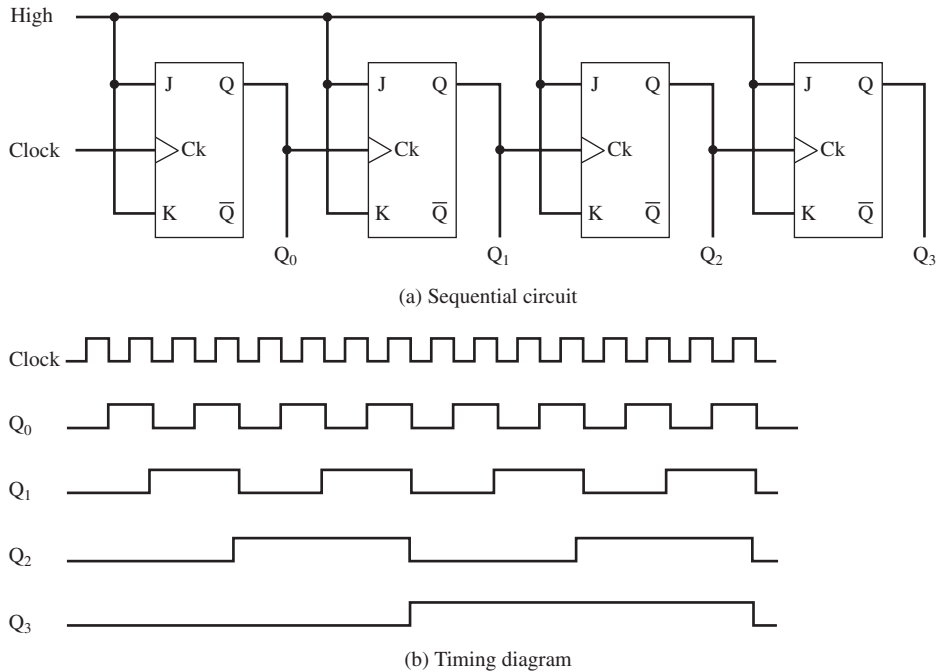 High
J Q J Q J Q J Q
Clock Ck Ck Ck Ck
K Q̅ K Q̅ K Q̅ K Q̅
Q₀ Q₁ Q₂ Q₃
(a) Sequential circuit
Clock
Q₀
Q₁
Q₂
Q₃
(b) Timing diagram